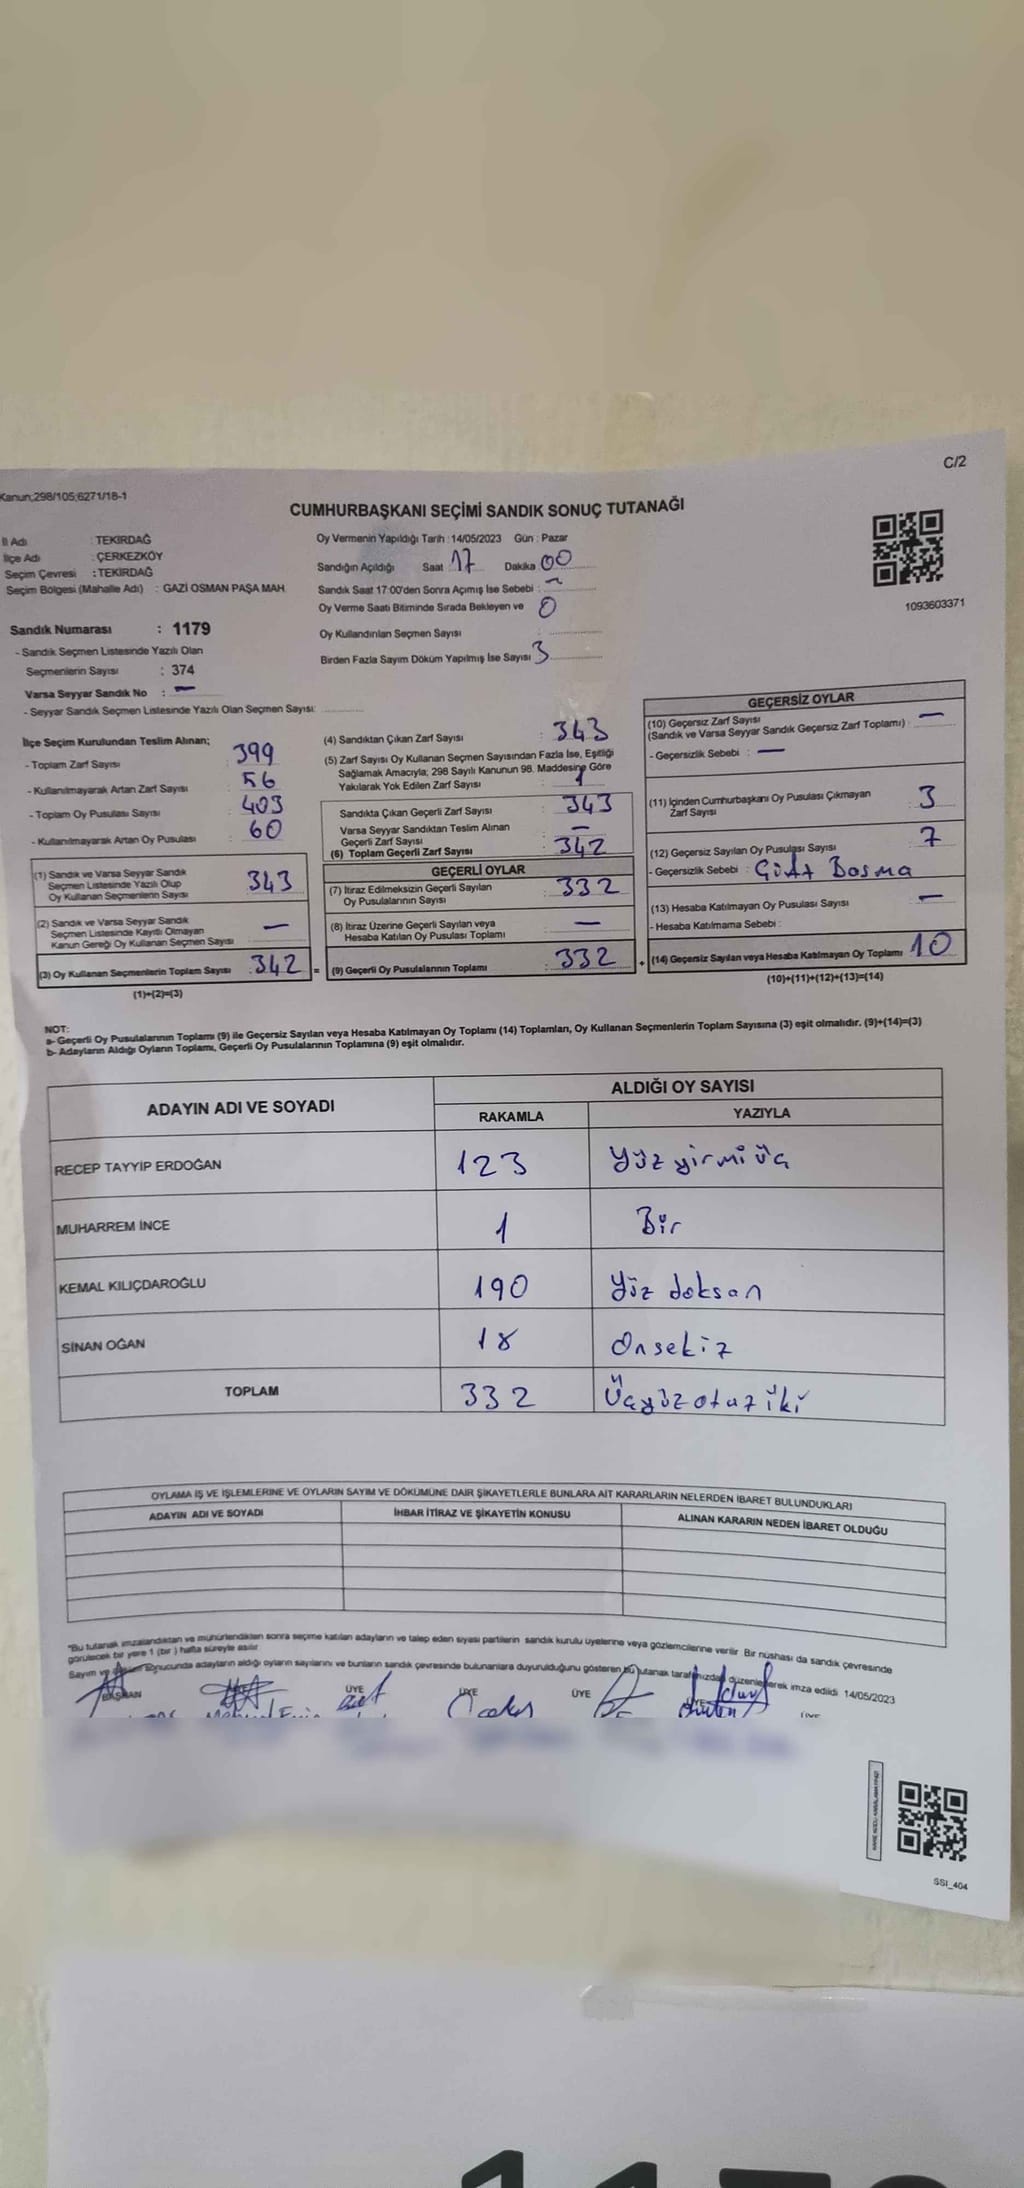 C/2
Kanun;298/105;6271/18-1
CUMHURBAŞKANI SEÇİMİ SANDIK SONUÇ TUTANAĞI
İl Adı : TEKİRDAĞ
İlçe Adı : ÇERKEZKÖY
Seçim Çevresi : TEKİRDAĞ
Seçim Bölgesi (Mahalle Adı) : GAZİ OSMAN PAŞA MAH.
Sandık Numarası : 1179
- Sandık Seçmen Listesinde Yazılı Olan
Seçmenlerin Sayısı : 374
Varsa Seyyar Sandık No : —
- Seyyar Sandık Seçmen Listesinde Yazılı Olan Seçmen Sayısı:
Oy Vermenin Yapıldığı Tarih : 14/05/2023 Gün : Pazar
Sandığın Açıldığı Saat 17 Dakika 00
Sandık Saat 17:00'den Sonra Açımış İse Sebebi : ~
Oy Verme Saati Bitiminde Sırada Bekleyen ve 0
Oy Kullandırılan Seçmen Sayısı :
Birden Fazla Sayım Döküm Yapılmış İse Sayısı 3
1093603371
İlçe Seçim Kurulundan Teslim Alınan;
- Toplam Zarf Sayısı : 399
- Kullanılmayarak Artan Zarf Sayısı : 56
- Toplam Oy Pusulası Sayısı : 403
- Kullanılmayarak Artan Oy Pusulası : 60
(1) Sandık ve Varsa Seyyar Sandık
Seçmen Listesinde Yazılı Olup
Oy Kullanan Seçmenlerin Sayısı : 343
(2) Sandık ve Varsa Seyyar Sandık
Seçmen Listesinde Kayıtlı Olmayan
Kanun Gereği Oy Kullanan Seçmen Sayısı : —
(3) Oy Kullanan Seçmenlerin Toplam Sayısı : 342 =
(1)+(2)=(3)
(4) Sandıktan Çıkan Zarf Sayısı : 343
(5) Zarf Sayısı Oy Kullanan Seçmen Sayısından Fazla İse, Eşitliği
Sağlamak Amacıyla; 298 Sayılı Kanunun 98. Maddesine Göre
Yakılarak Yok Edilen Zarf Sayısı : 1
Sandıkta Çıkan Geçerli Zarf Sayısı : 343
Varsa Seyyar Sandıktan Teslim Alınan
Geçerli Zarf Sayısı : —
(6) Toplam Geçerli Zarf Sayısı : 342
GEÇERLİ OYLAR
(7) İtiraz Edilmeksizin Geçerli Sayılan
Oy Pusulalarının Sayısı : 332
(8) İtiraz Üzerine Geçerli Sayılan veya
Hesaba Katılan Oy Pusulası Toplamı : —
(9) Geçerli Oy Pusulalarının Toplamı : 332 +
GEÇERSİZ OYLAR
(10) Geçersiz Zarf Sayısı
(Sandık ve Varsa Seyyar Sandık Geçersiz Zarf Toplamı) : —
- Geçersizlik Sebebi : —
(11) İçinden Cumhurbaşkanı Oy Pusulası Çıkmayan
Zarf Sayısı : 3
(12) Geçersiz Sayılan Oy Pusulası Sayısı : 7
- Geçersizlik Sebebi : Çift Basma
(13) Hesaba Katılmayan Oy Pusulası Sayısı : —
- Hesaba Katılmama Sebebi :
(14) Geçersiz Sayılan veya Hesaba Katılmayan Oy Toplamı : 10
(10)+(11)+(12)+(13)=(14)
NOT:
a- Geçerli Oy Pusulalarının Toplamı (9) ile Geçersiz Sayılan veya Hesaba Katılmayan Oy Toplamı (14) Toplamları, Oy Kullanan Seçmenlerin Toplam Sayısına (3) eşit olmalıdır. (9)+(14)=(3)
b- Adayların Aldığı Oyların Toplamı, Geçerli Oy Pusulalarının Toplamına (9) eşit olmalıdır.
ADAYIN ADI VE SOYADI ALDIĞI OY SAYISI
RAKAMLA YAZIYLA
RECEP TAYYİP ERDOĞAN 123 Yüz yirmi üç
MUHARREM İNCE 1 Bir
KEMAL KILIÇDAROĞLU 190 Yüz doksan
SİNAN OĞAN 18 Onsekiz
TOPLAM 332 Üçyüz otuz iki
OYLAMA İŞ VE İŞLEMLERİNE VE OYLARIN SAYIM VE DÖKÜMÜNE DAİR ŞİKAYETLERLE BUNLARA AİT KARARLARIN NELERDEN İBARET BULUNDUKLARI
ADAYIN ADI VE SOYADI İHBAR İTİRAZ VE ŞİKAYETİN KONUSU ALINAN KARARIN NEDEN İBARET OLDUĞU
*Bu tutanak imzalandıktan ve mühürlendikten sonra seçime katılan adayların ve talep eden siyasi partilerin sandık kurulu üyelerine veya gözlemcilerine verilir. Bir nüshası da sandık çevresinde
görülecek bir yere 1 (bir ) hafta süreyle asılır.
Sayım ve döküm sonucunda adayların aldığı oyların sayılarını ve bunların sandık çevresinde bulunanlara duyurulduğunu gösteren bu tutanak tarafımızdan düzenlenerek imza edildi. 14/05/2023
BAŞKAN ÜYE ÜYE ÜYE ÜYE ÜYE
SSI_404